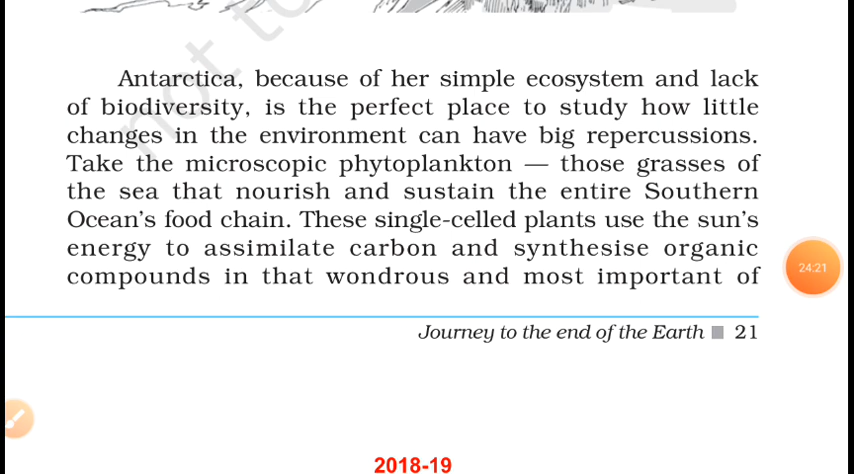 Antarctica, because of her simple ecosystem and lack
of biodiversity, is the perfect place to study how little
changes in the environment can have big repercussions.
Take the microscopic phytoplankton — those grasses of
the sea that nourish and sustain the entire Southern
Ocean's food chain. These single-celled plants use the sun's
energy to assimilate carbon and synthesise organic
compounds in that wondrous and most important of
24:21
Journey to the end of the Earth ■ 21
2018-19
not to